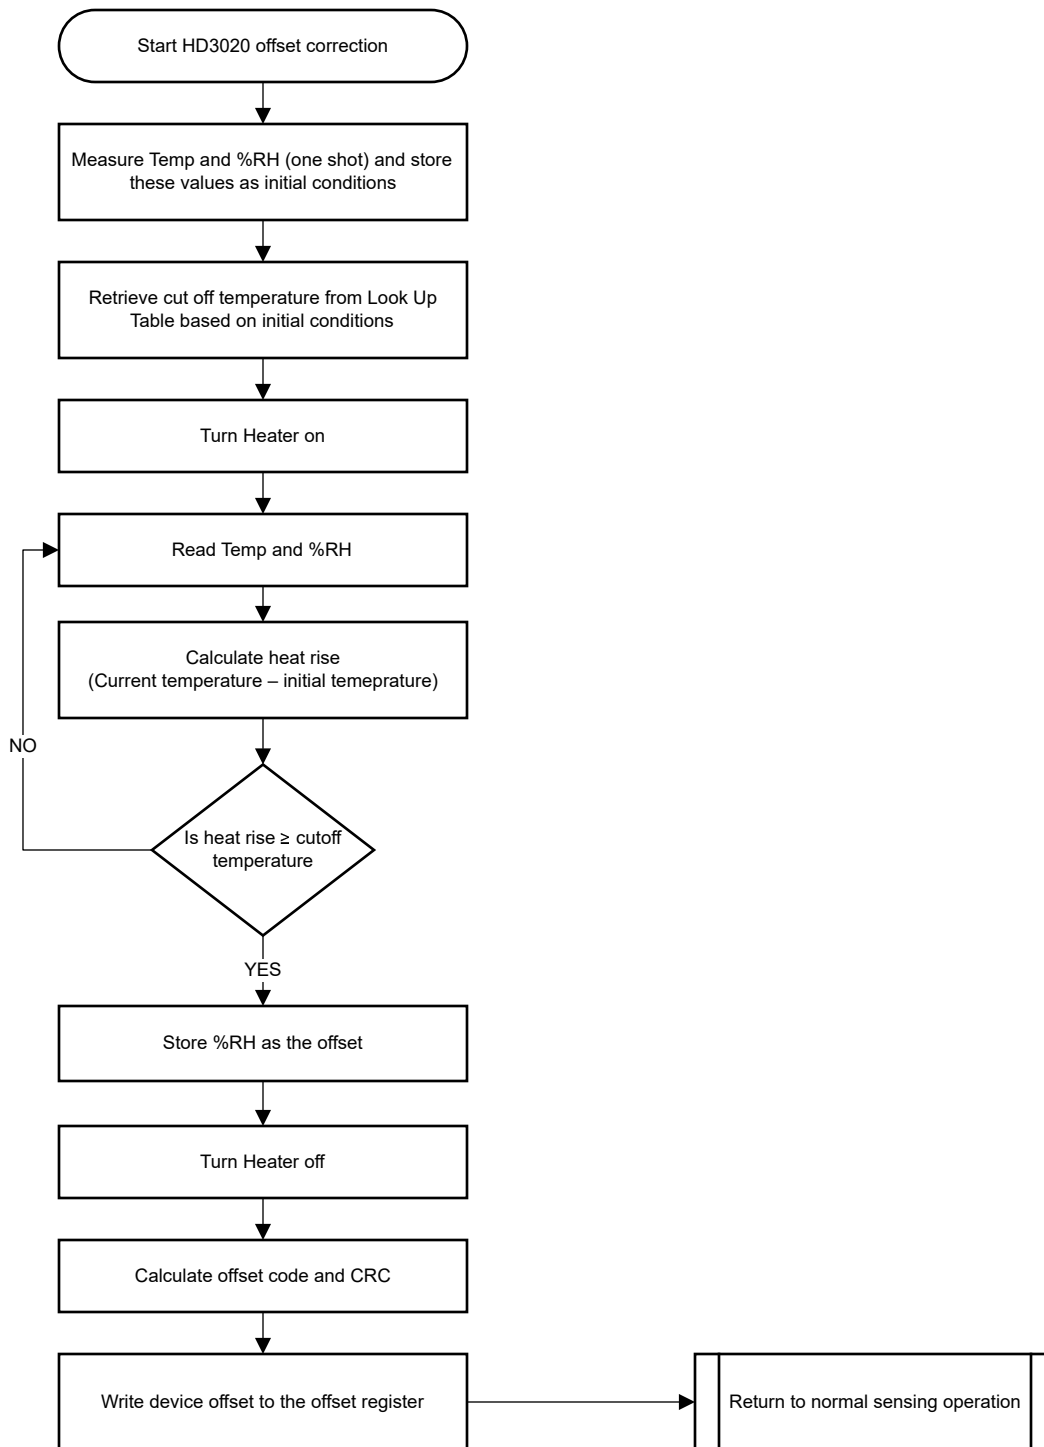 Start HD3020 offset correction
Measure Temp and %RH (one shot) and store
these values as initial conditions
Retrieve cut off temperature from Look Up
Table based on initial conditions
Turn Heater on
Read Temp and %RH
Calculate heat rise
(Current temperature – initial temeprature)
NO
Is heat rise ≥ cutoff
temperature
YES
Store %RH as the offset
Turn Heater off
Calculate offset code and CRC
Write device offset to the offset register
Return to normal sensing operation